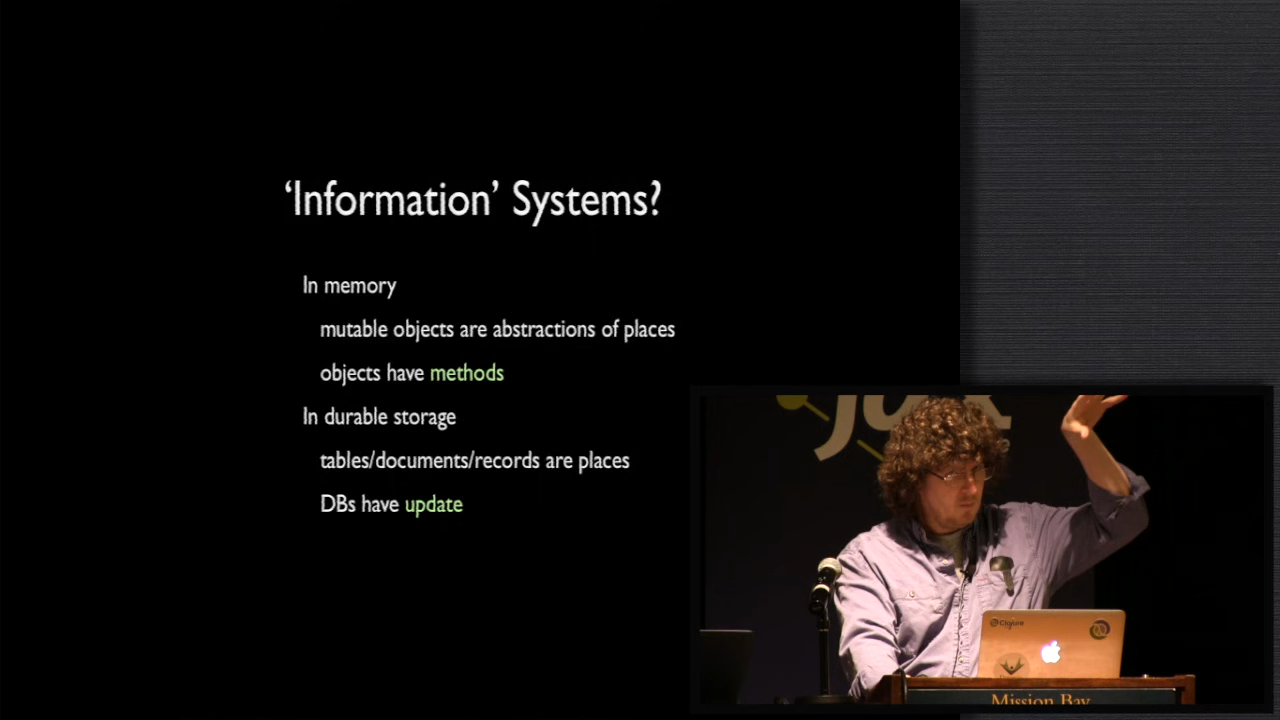 ‘Information’ Systems?
In memory
mutable objects are abstractions of places
objects have methods
In durable storage
tables/documents/records are places
DBs have update
Clojure
Mission Bay